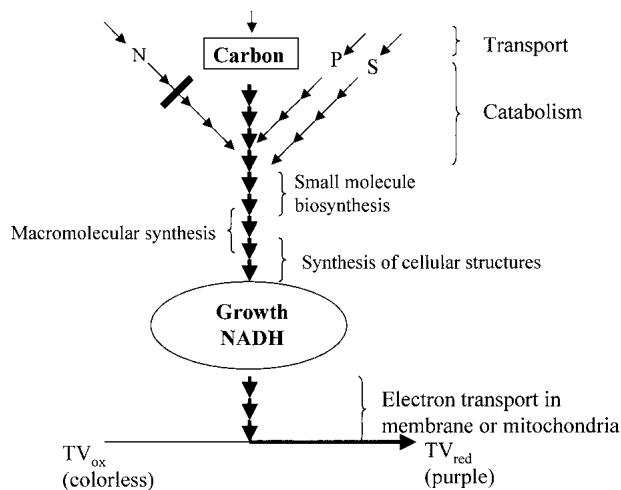 N
Carbon
P
S
Transport
Catabolism
Small molecule
biosynthesis
Macromolecular synthesis
Synthesis of cellular structures
Growth
NADH
Electron transport in
membrane or mitochondria
TVox
(colorless)
TVred
(purple)